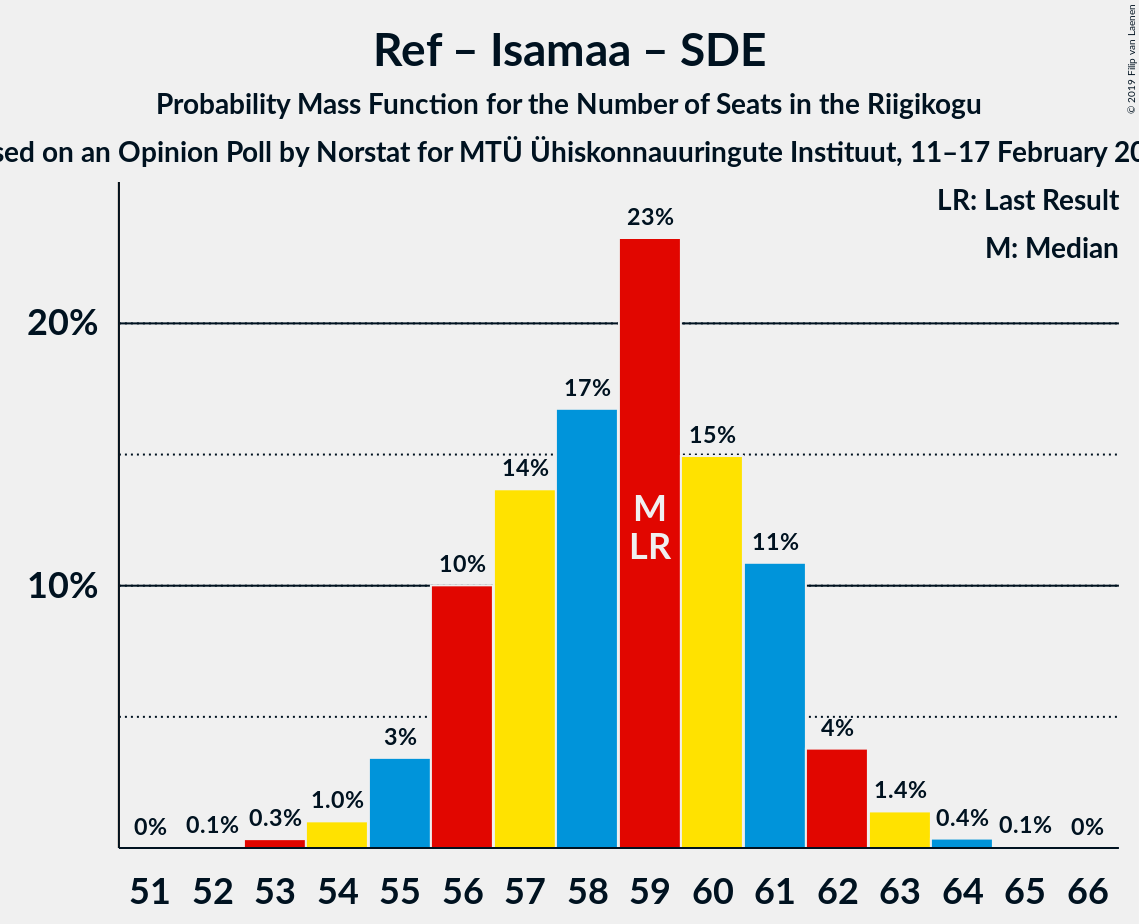 Ref – Isamaa – SDE
Probability Mass Function for the Number of Seats in the Riigikogu
on an Opinion Poll by Norstat for MTÜ Ühiskonnauuringute Instituut, 11–17 February
© 2019 Filip van Laenen
LR: Last Result
M: Median
20%
10%
0%
0.1%
0.3%
1.0%
3%
10%
14%
17%
23%
15%
11%
4%
1.4%
0.4%
0.1%
0%
M
LR
51 52 53 54 55 56 57 58 59 60 61 62 63 64 65 66